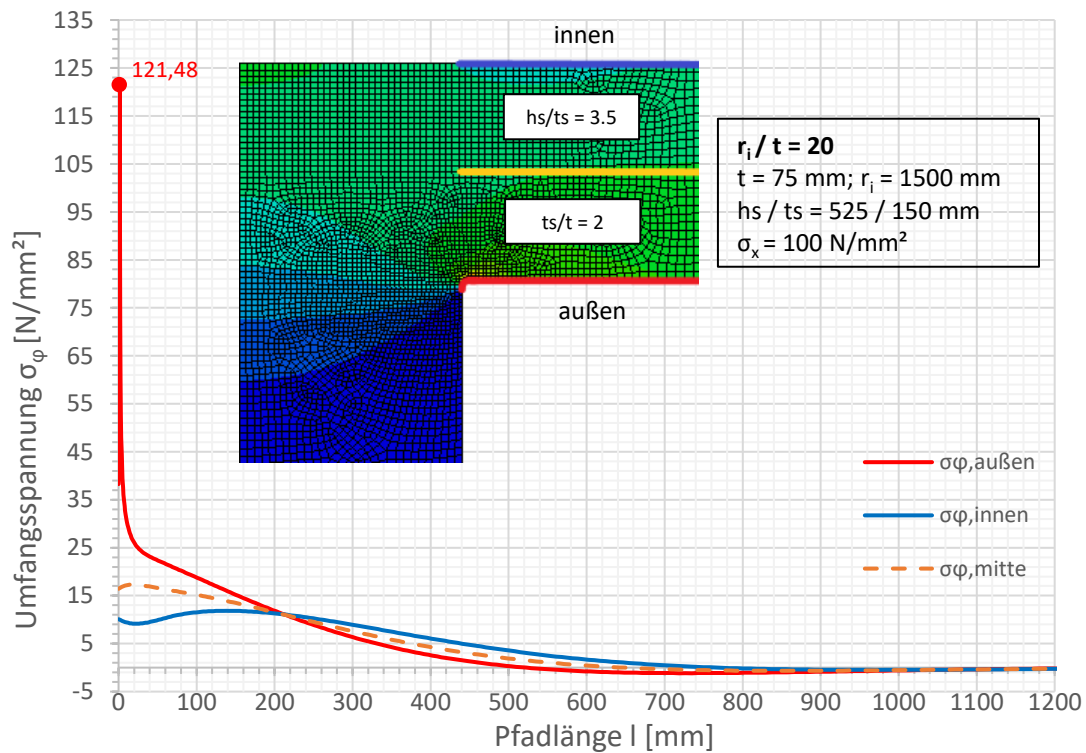 135
125
115
105
95
85
75
65
55
45
35
25
15
5
-5
Umfangsspannung σφ [N/mm²]
121,48
innen
hs/ts = 3.5
ts/t = 2
außen
rᵢ / t = 20
t = 75 mm; rᵢ = 1500 mm
hs / ts = 525 / 150 mm
σₓ = 100 N/mm²
σφ,außen
σφ,innen
σφ,mitte
0 100 200 300 400 500 600 700 800 900 1000 1100 1200
Pfadlänge l [mm]